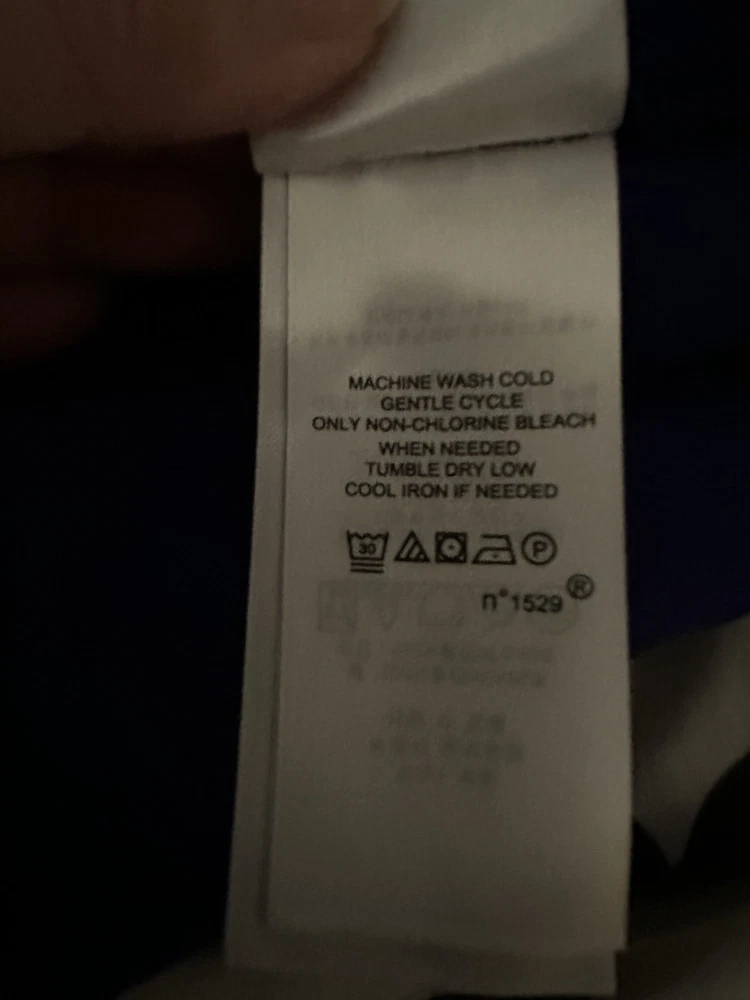 MACHINE WASH COLD
GENTLE CYCLE
ONLY NON-CHLORINE BLEACH
WHEN NEEDED
TUMBLE DRY LOW
COOL IRON IF NEEDED
30 P
n°1529®